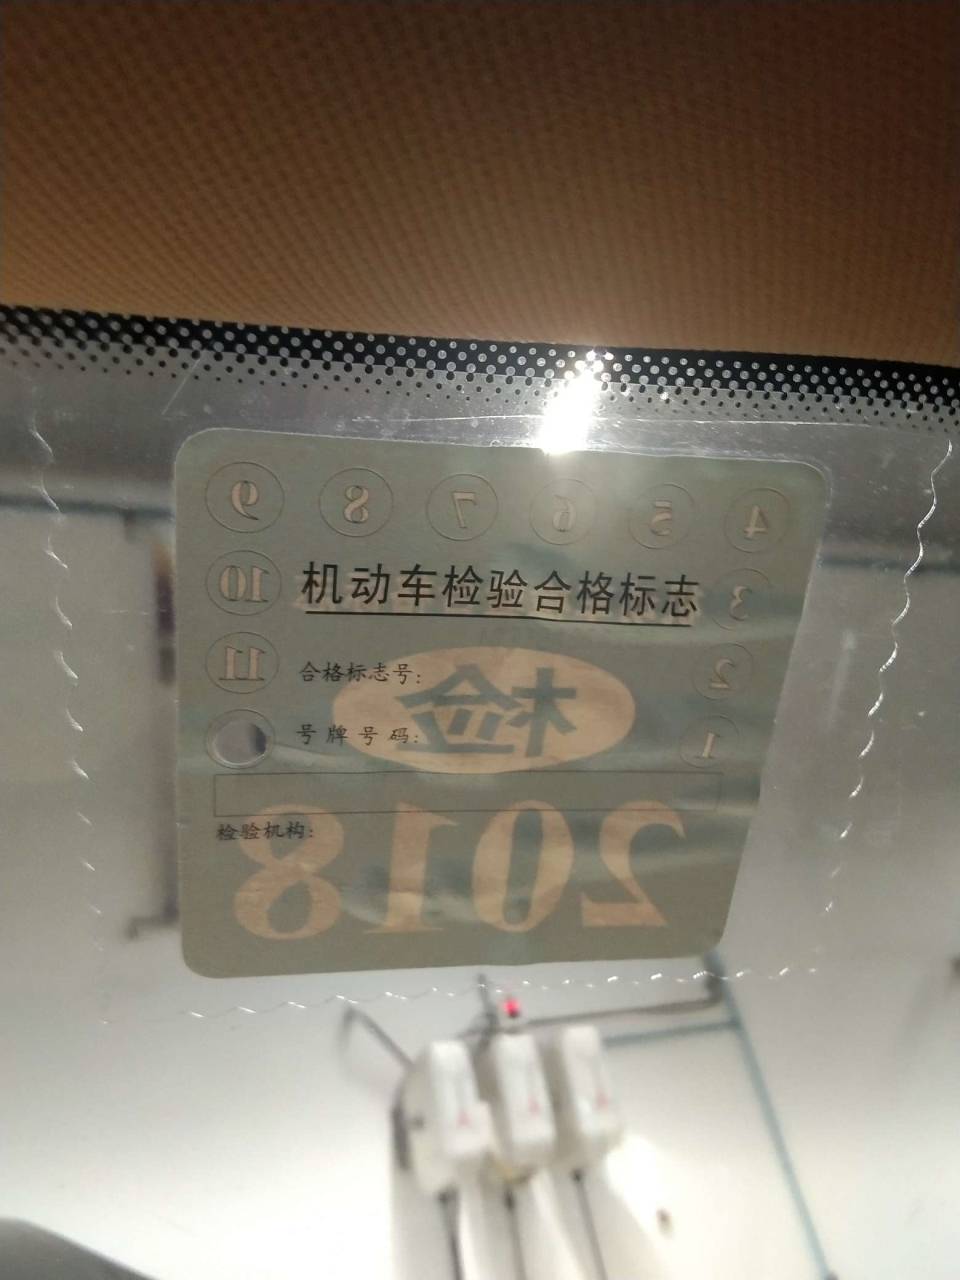 9 8 7 6 5 4
10 机动车检验合格标志 3
11 合格标志号: 2
检
号牌号码: 1
检验机构:
2018